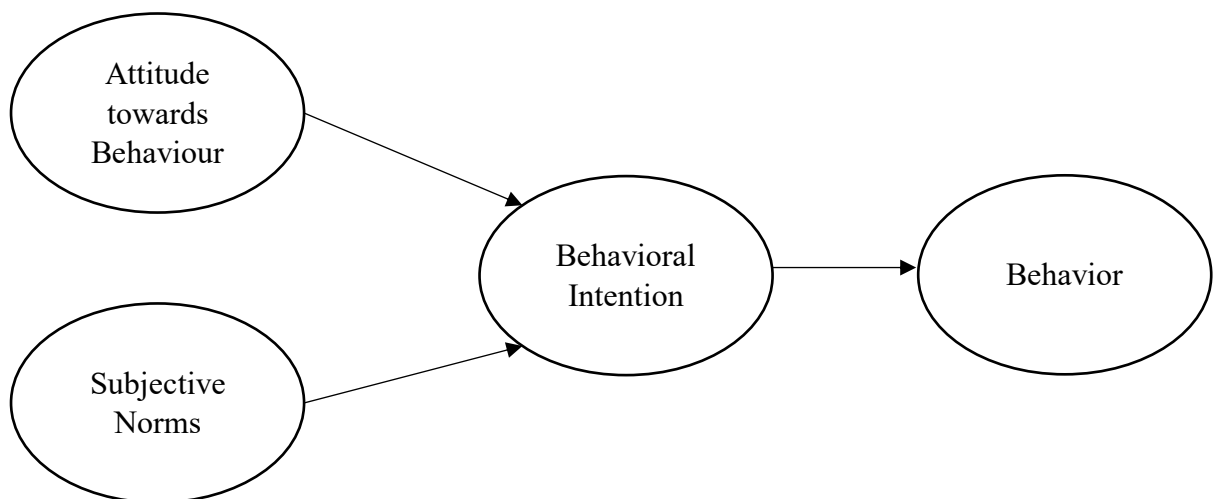 Attitude
towards
Behaviour
Subjective
Norms
Behavioral
Intention
Behavior